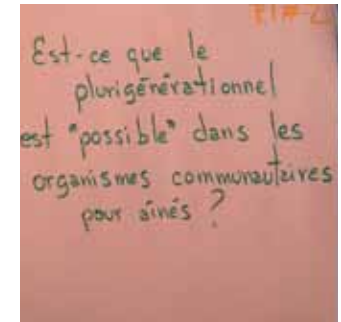 Est-ce que le
plurigénérationnel
est "possible" dans les
organismes communautaires
pour aînés ?